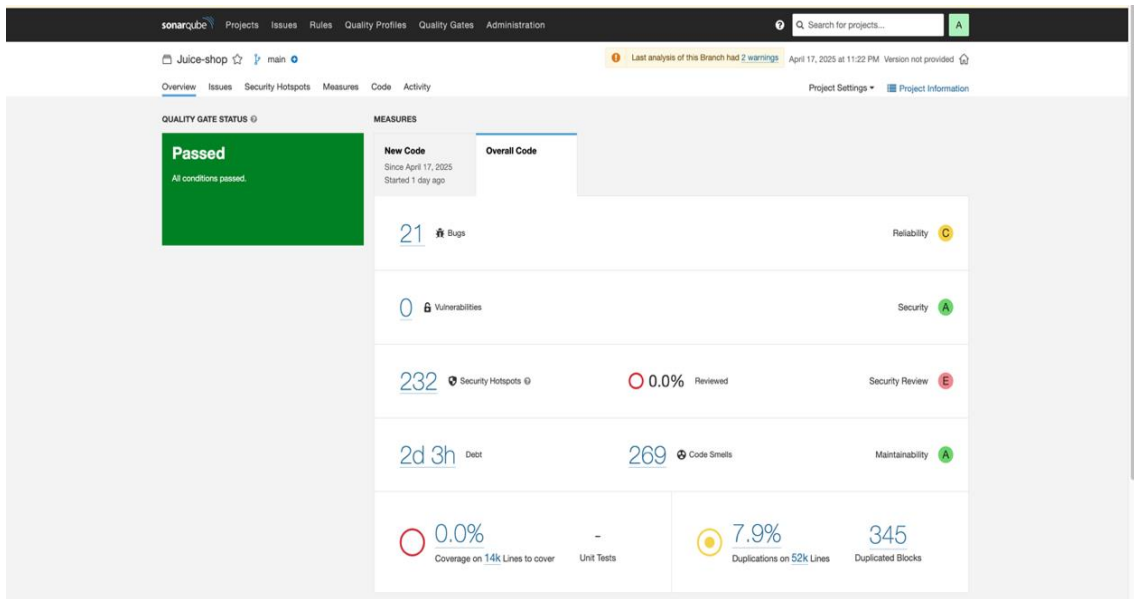 sonarqube Projects Issues Rules Quality Profiles Quality Gates Administration Search for projects... A
Juice-shop main Last analysis of this Branch had 2 warnings April 17, 2025 at 11:22 PM Version not provided
Overview Issues Security Hotspots Measures Code Activity Project Settings Project Information
QUALITY GATE STATUS
Passed
All conditions passed.
MEASURES
New Code
Since April 17, 2025
Started 1 day ago
Overall Code
21 Bugs Reliability C
0 Vulnerabilities Security A
232 Security Hotspots 0.0% Reviewed Security Review E
2d 3h Debt 269 Code Smells Maintainability A
0.0%
Coverage on 14k Lines to cover
-
Unit Tests
7.9%
Duplications on 52k Lines
345
Duplicated Blocks